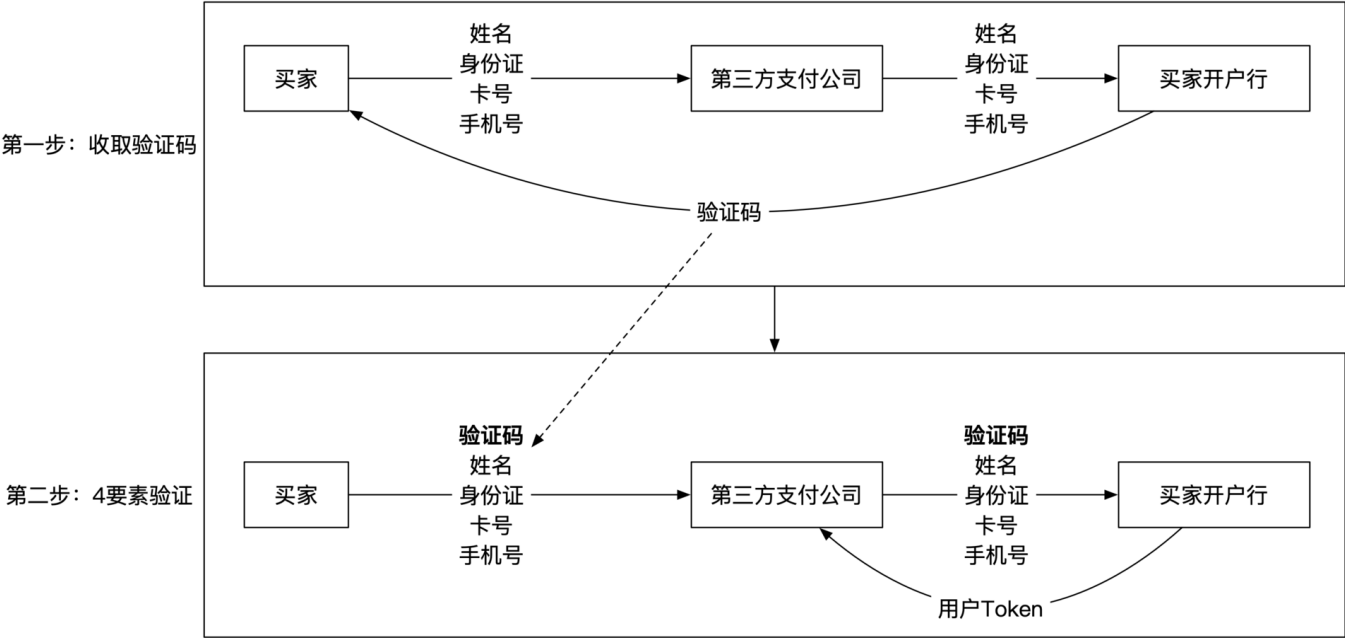 第一步：收取验证码
买家
姓名
身份证
卡号
手机号
第三方支付公司
姓名
身份证
卡号
手机号
买家开户行
验证码
第二步：4要素验证
买家
验证码
姓名
身份证
卡号
手机号
第三方支付公司
验证码
姓名
身份证
卡号
手机号
买家开户行
用户Token